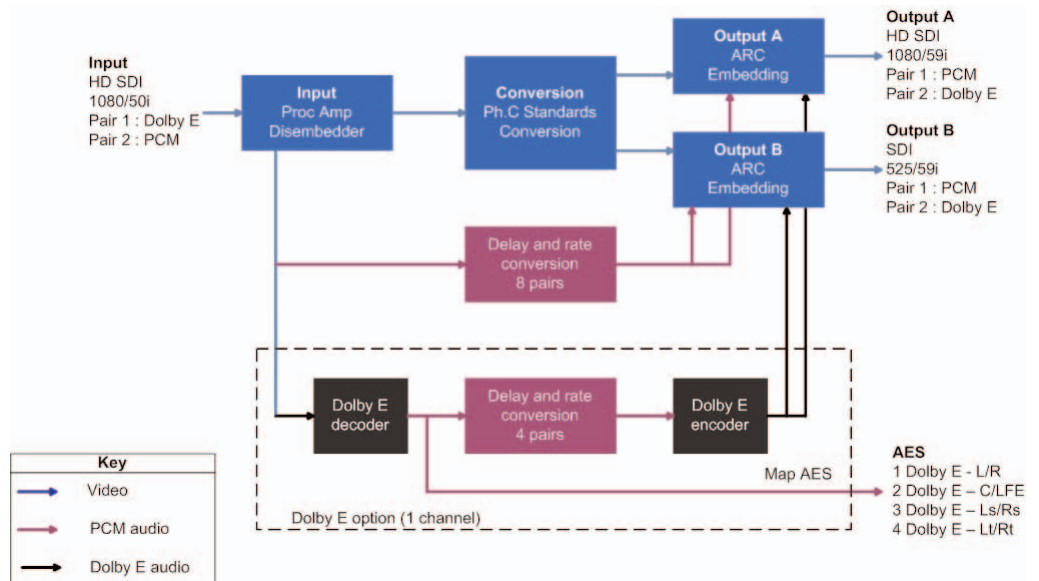 Input
HD SDI
1080/50i
Pair 1 : Dolby E
Pair 2 : PCM
Input
Proc Amp
Disembedder
Conversion
Ph.C Standards
Conversion
Output A
ARC
Embedding
Output A
HD SDI
1080/59i
Pair 1 : PCM
Pair 2 : Dolby E
Output B
ARC
Embedding
Output B
SDI
525/59i
Pair 1 : PCM
Pair 2 : Dolby E
Delay and rate
conversion
8 pairs
Dolby E
decoder
Delay and rate
conversion
4 pairs
Dolby E
encoder
Map AES
Dolby E option (1 channel)
AES
1 Dolby E - L/R
2 Dolby E – C/LFE
3 Dolby E – Ls/Rs
4 Dolby E – Lt/Rt
Key
Video
PCM audio
Dolby E audio